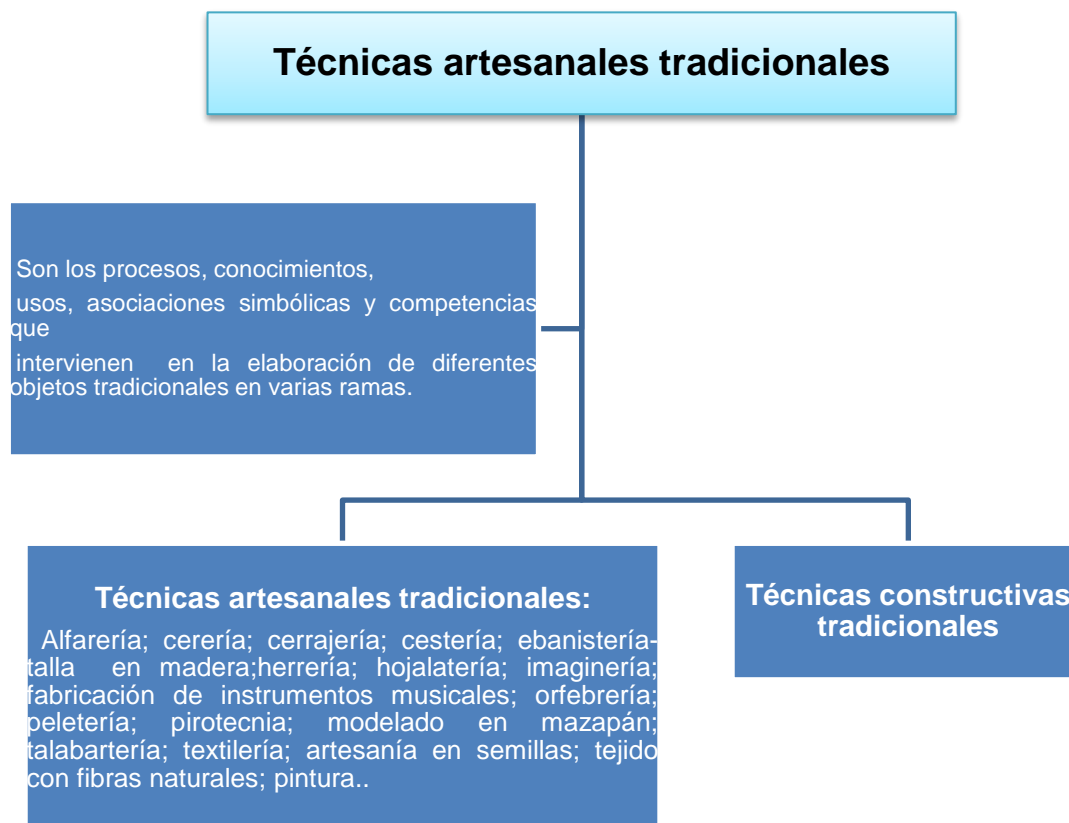 Técnicas artesanales tradicionales
Son los procesos, conocimientos,
usos, asociaciones simbólicas y competencias
que
intervienen en la elaboración de diferentes
objetos tradicionales en varias ramas.
Técnicas artesanales tradicionales:
Alfarería; cerería; cerrajería; cestería; ebanistería-
talla en madera;herrería; hojalatería; imaginería;
fabricación de instrumentos musicales; orfebrería;
peletería; pirotecnia; modelado en mazapán;
talabartería; textilería; artesanía en semillas; tejido
con fibras naturales; pintura..
Técnicas constructivas
tradicionales